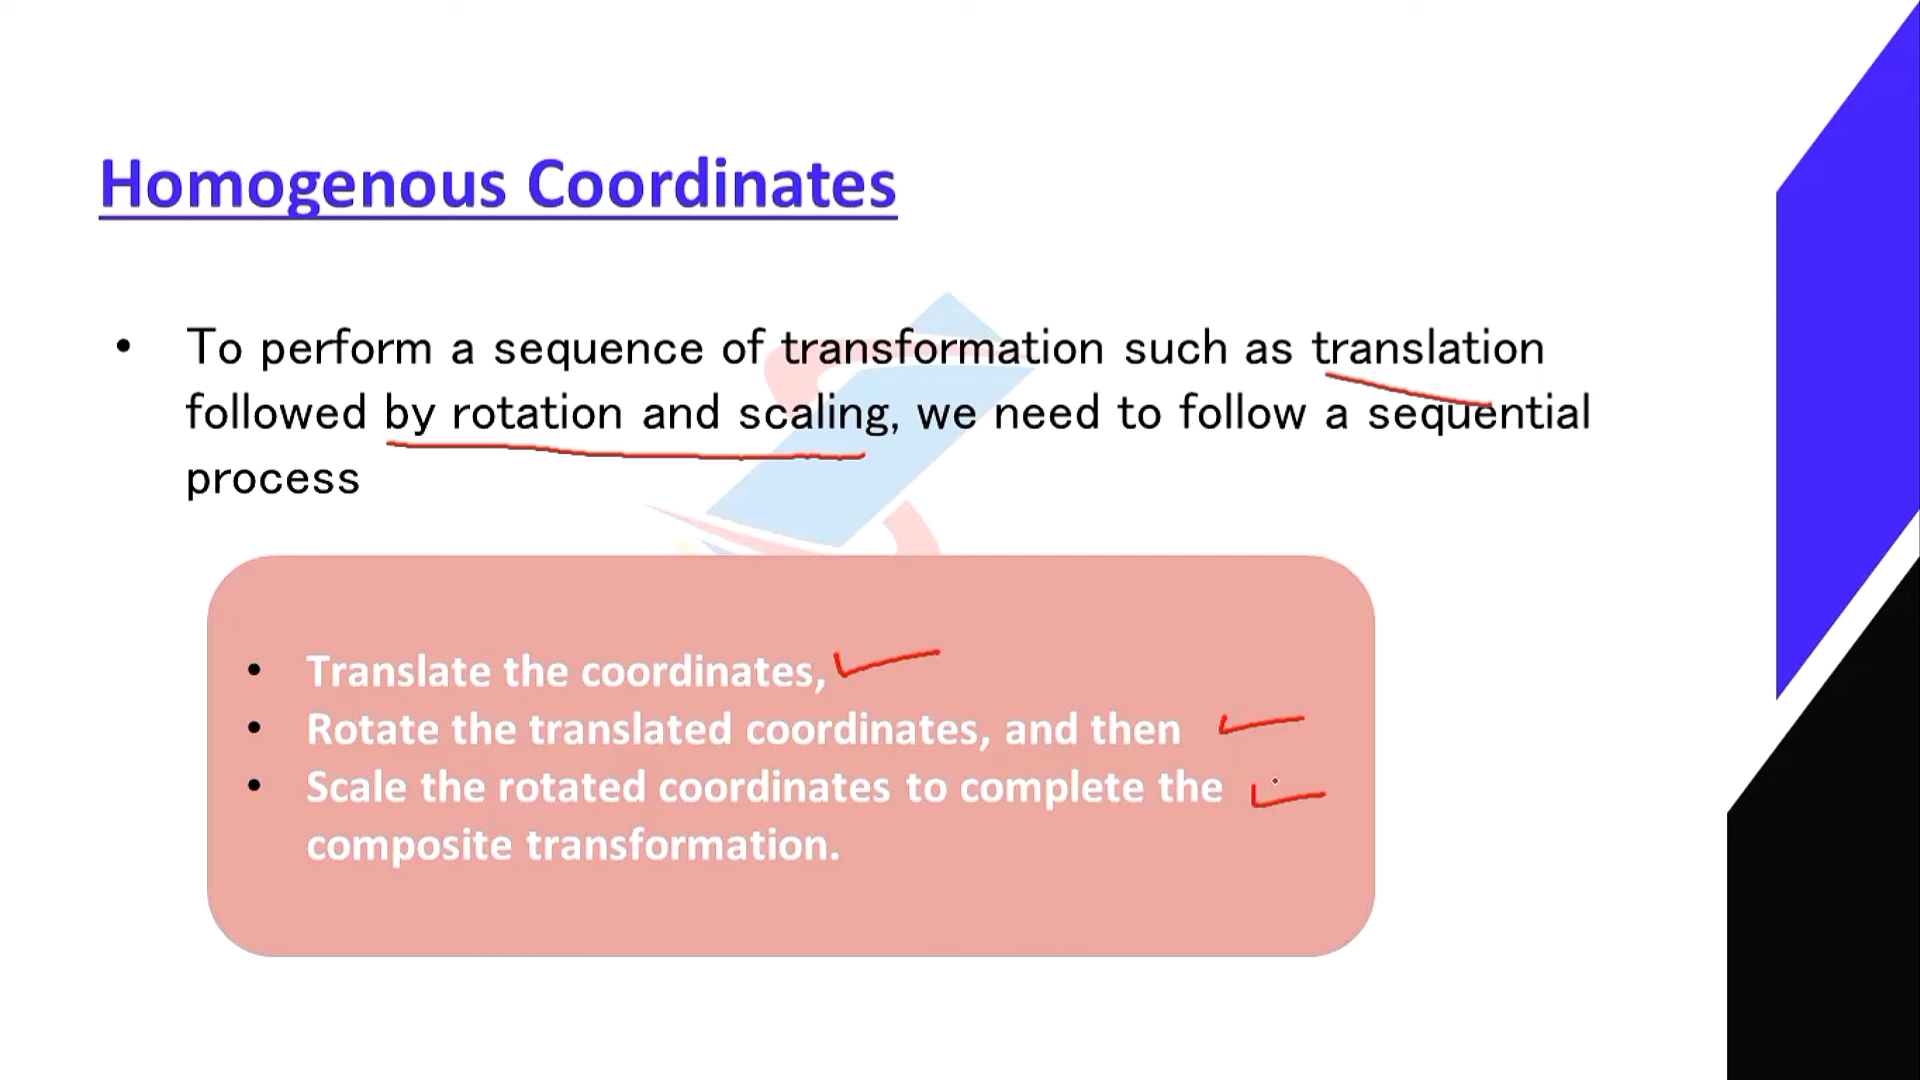 Homogenous Coordinates
• To perform a sequence of transformation such as translation
followed by rotation and scaling, we need to follow a sequential
process
• Translate the coordinates,
• Rotate the translated coordinates, and then
• Scale the rotated coordinates to complete the
composite transformation.